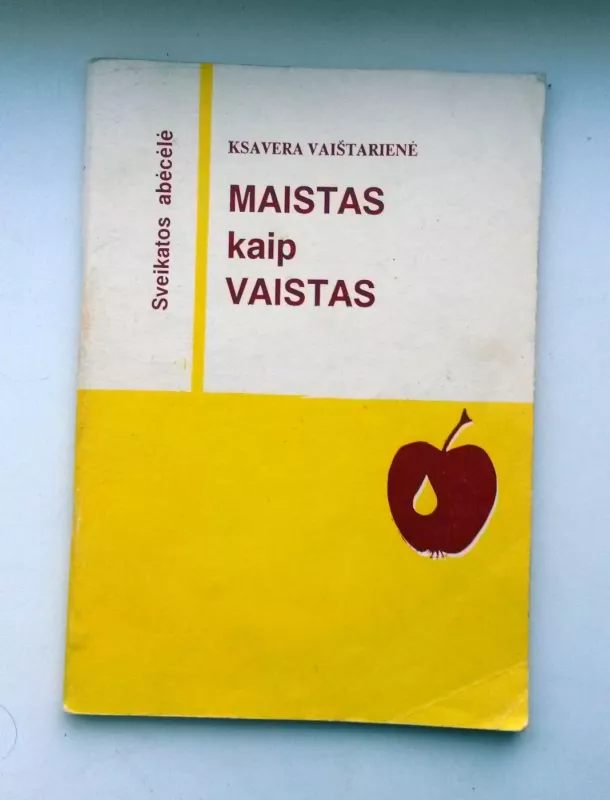 Sveikatos abėcėlė
KSAVERA VAIŠTARIENĖ
MAISTAS
kaip
VAISTAS